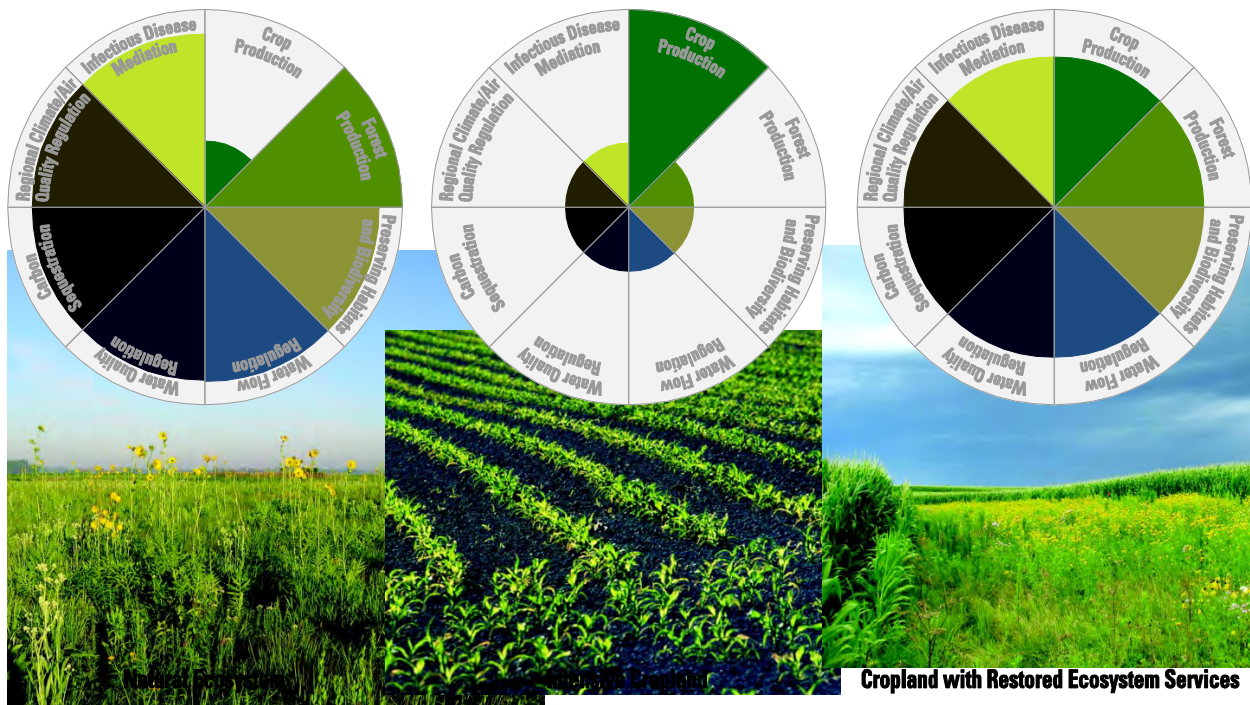 Infectious Disease
Mediation
Crop
Production
Forest
Production
Preserving Habitats
and Biodiversity
Water Flow
Regulation
Water Quality
Regulation
Carbon
Sequestration
Regional Climate/Air
Quality Regulation
Infectious Disease
Mediation
Crop
Production
Forest
Production
Preserving Habitats
and Biodiversity
Water Flow
Regulation
Water Quality
Regulation
Carbon
Sequestration
Regional Climate/Air
Quality Regulation
Infectious Disease
Mediation
Crop
Production
Forest
Production
Preserving Habitats
and Biodiversity
Water Flow
Regulation
Water Quality
Regulation
Carbon
Sequestration
Regional Climate/Air
Quality Regulation
Natural
Cropland
Cropland with Restored Ecosystem Services